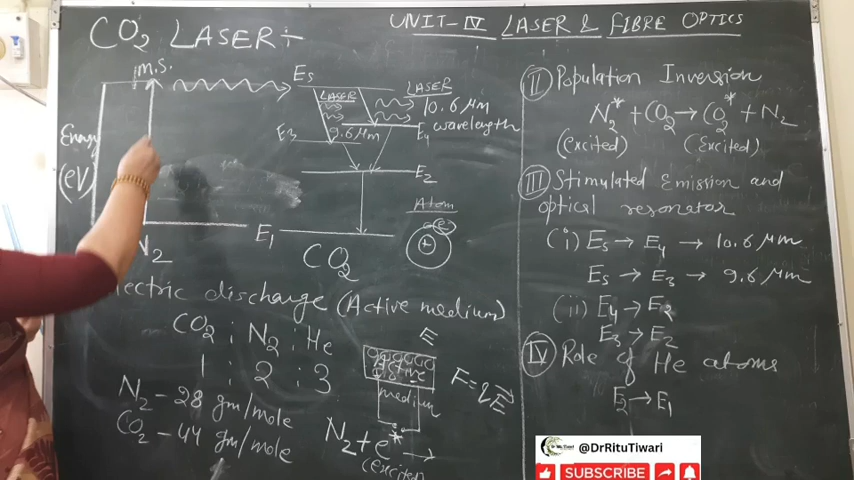 UNIT-IV LASER & FIBRE OPTICS
CO2 LASER÷
m.s.
E5
LASER
LASER
10.6 μm
wavelength
9.6 μm
E4
E3
Energy
(eV)
E2
E1
N2
CO2
Atom
+
e
lectric discharge (Active medium)
CO2 : N2 : He
1 : 2 : 3
N2 - 28 gm/mole
CO2 - 44 gm/mole
E
Active
medium
F = qE
N2 + e* →
(excited)
II Population Inversion
N2* + CO2 → CO2* + N2
(excited) (Excited)
III Stimulated Emission and
optical resonator
(i) E5 → E4 → 10.6 μm
E5 → E3 → 9.6 μm
(ii) E4 → E2
E3 → E2
IV Role of He atoms
E2 → E1
@DrRituTiwari
SUBSCRIBE